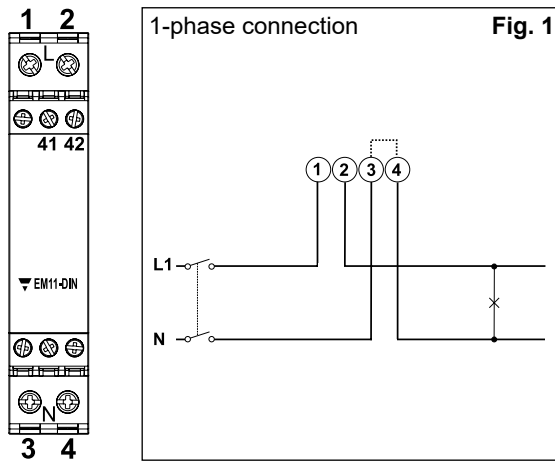 1 2
L
41 42
EM11-DIN
N
3 4
1-phase connection Fig. 1
1 2 3 4
L1
N